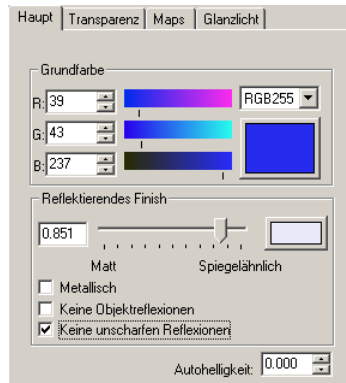 Haupt Transparenz Maps Glanzlicht
Grundfarbe
R: 39 RGB255
G: 43
B: 237
Reflektierendes Finish
0.851
Matt Spiegelähnlich
Metallisch
Keine Objektreflexionen
Keine unscharfen Reflexionen
Autohelligkeit: 0.000